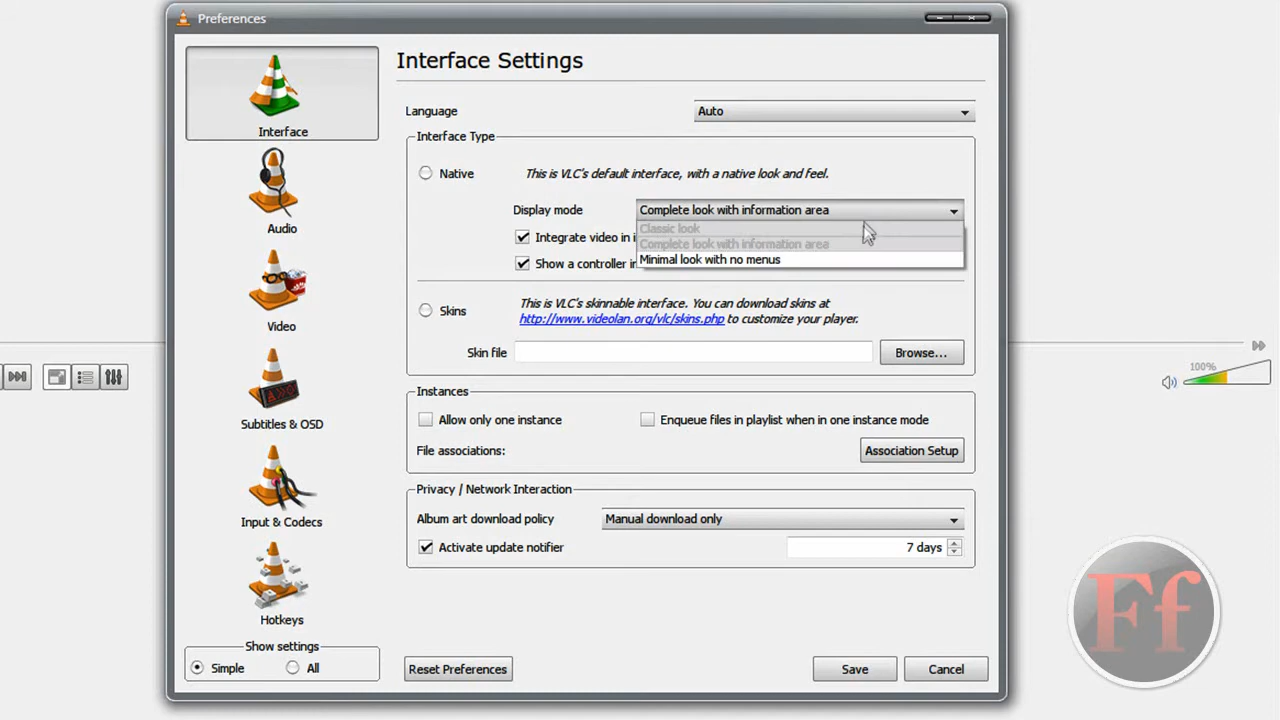 Preferences
Interface
Audio
Video
Subtitles & OSD
Input & Codecs
Hotkeys
Show settings
Simple All
Interface Settings
Language Auto
Interface Type
Native This is VLC's default interface, with a native look and feel.
Display mode Complete look with information area
Classic look
Integrate video in i
Complete look with information area
Minimal look with no menus
Show a controller in
Skins This is VLC's skinnable interface. You can download skins at
http://www.videolan.org/vlc/skins.php to customize your player.
Skin file Browse...
Instances
Allow only one instance Enqueue files in playlist when in one instance mode
File associations: Association Setup
Privacy / Network Interaction
Album art download policy Manual download only
Activate update notifier 7 days
Reset Preferences Save Cancel
100%
Ff